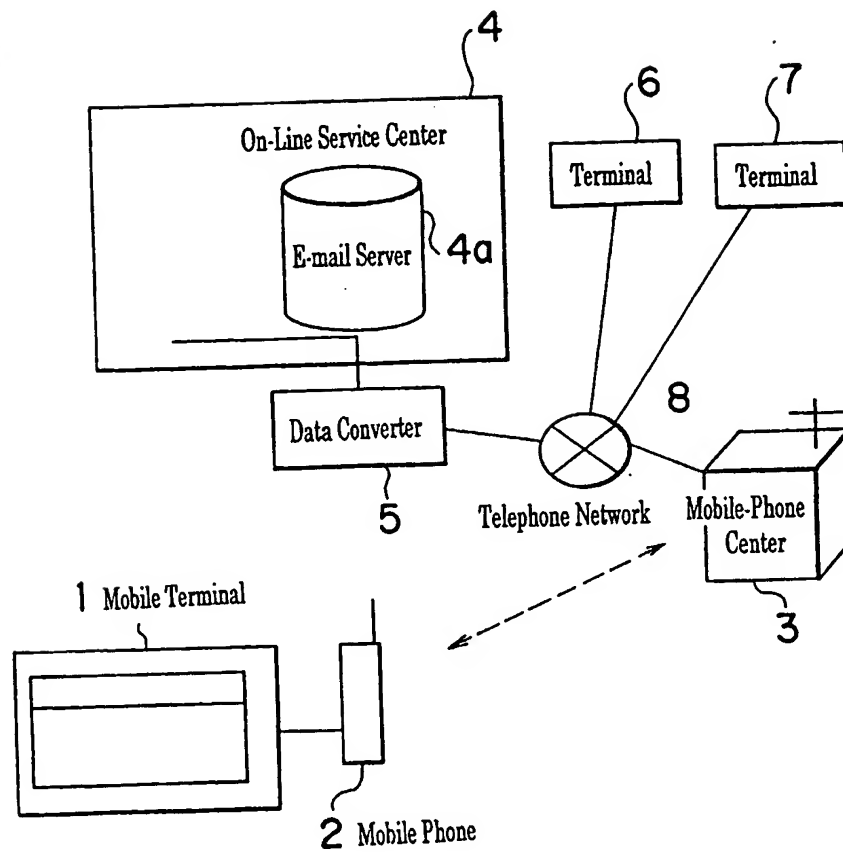 4
6
7
On-Line Service Center
Terminal
Terminal
E-mail Server
4a
8
Data Converter
5
Telephone Network
Mobile-Phone
Center
3
1 Mobile Terminal
2 Mobile Phone